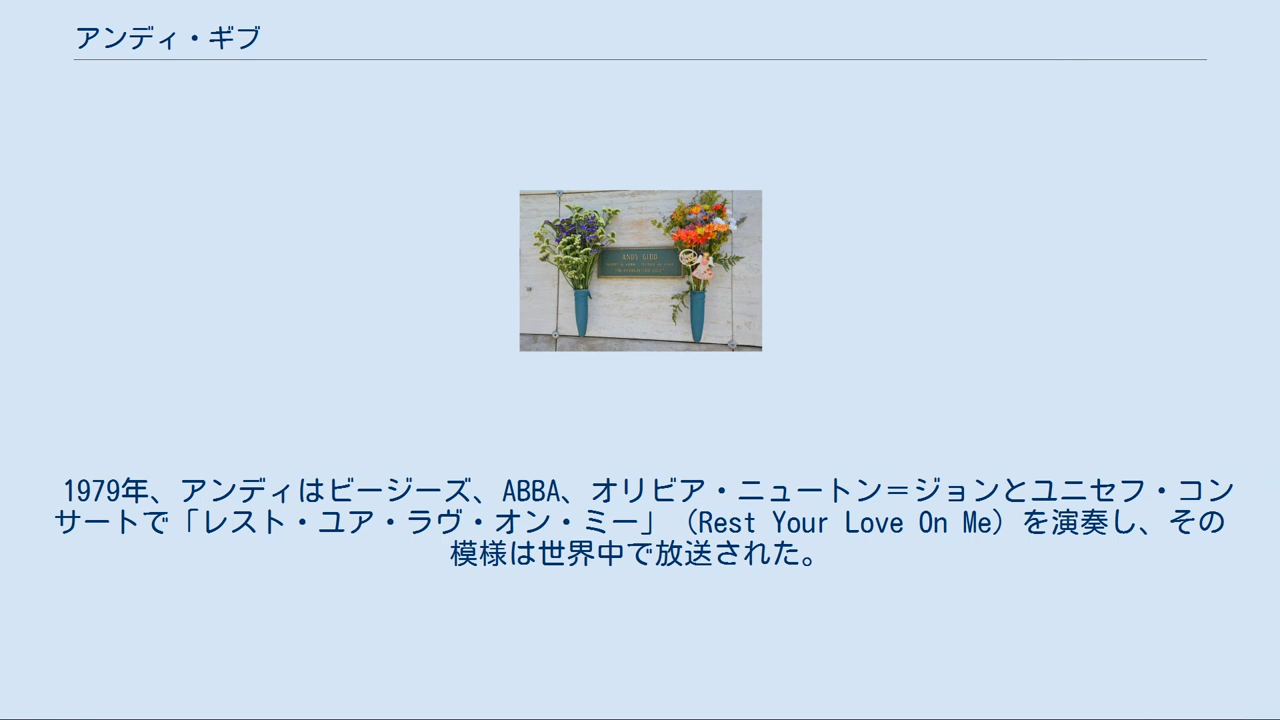 アンディ・ギブ
ANDY GIBB
1979年、アンディはビージーズ、ABBA、オリビア・ニュートン＝ジョンとユニセフ・コン
サートで「レスト・ユア・ラヴ・オン・ミー」（Rest Your Love On Me）を演奏し、その
模様は世界中で放送された。